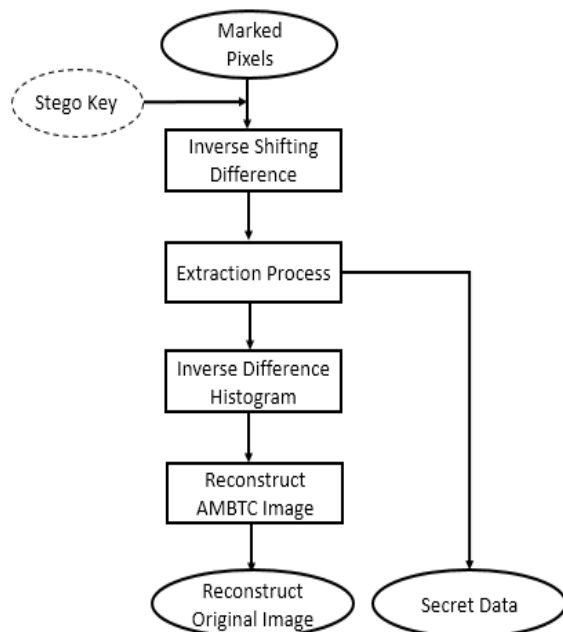 Marked
Pixels
Stego Key
Inverse Shifting
Difference
Extraction Process
Inverse Difference
Histogram
Reconstruct
AMBTC Image
Reconstruct
Original Image
Secret Data